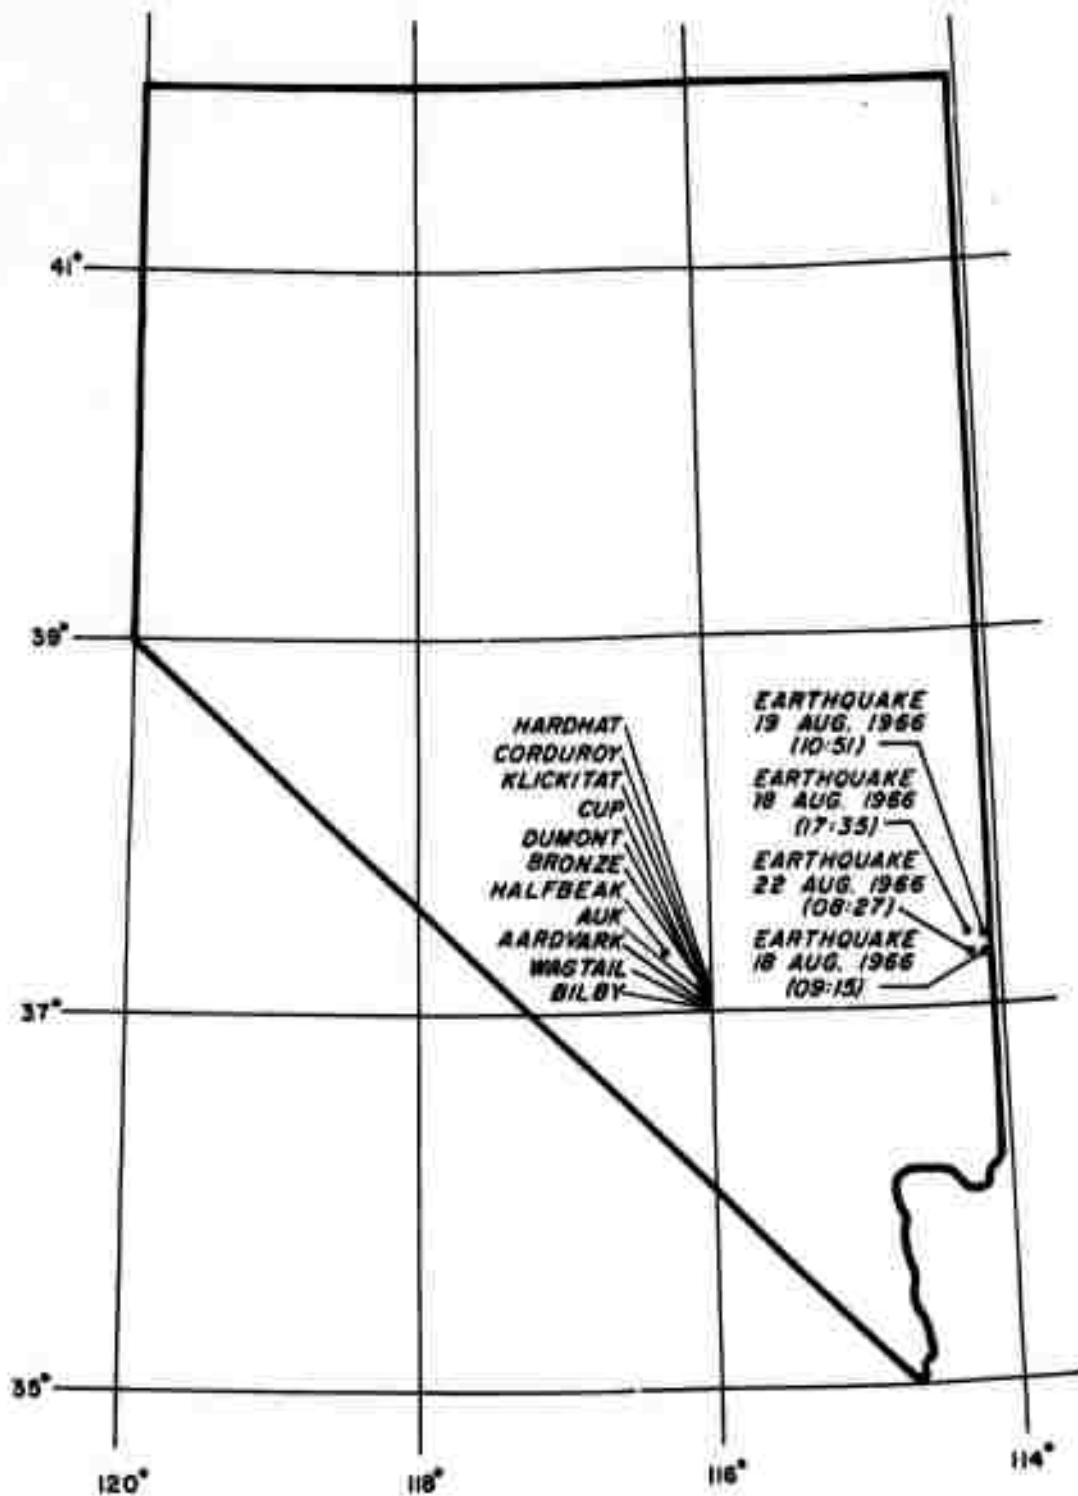 41°
39°
HARDHAT
CORDUROY
KLICKITAT
CUP
DUMONT
BRONZE
HALFBEAK
AUK
AARDVARK
WAGTAIL
BILBY
EARTHQUAKE
19 AUG. 1966
(10:51)
EARTHQUAKE
18 AUG. 1966
(17:35)
EARTHQUAKE
22 AUG. 1966
(08:27)
EARTHQUAKE
18 AUG. 1966
(09:15)
37°
35°
120°
118°
116°
114°